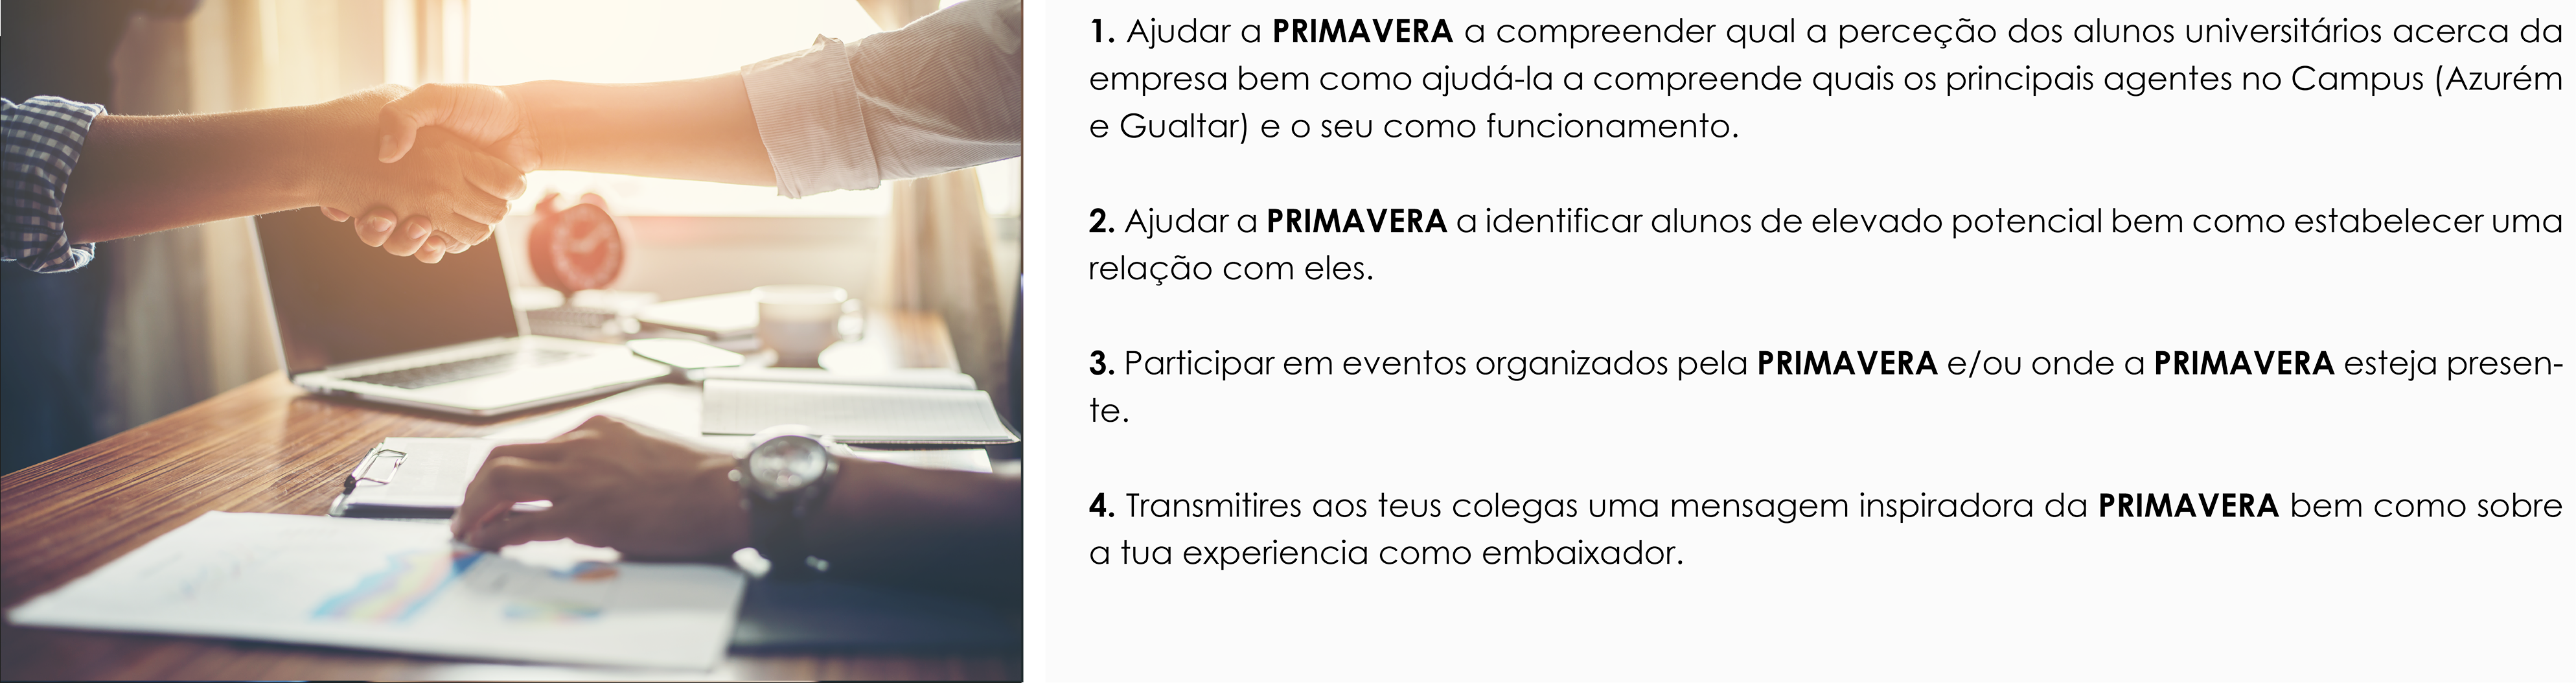 1. Ajudar a PRIMAVERA a compreender qual a perceção dos alunos universitários acerca da
empresa bem como ajudá-la a compreende quais os principais agentes no Campus (Azurém
e Gualtar) e o seu como funcionamento.
2. Ajudar a PRIMAVERA a identificar alunos de elevado potencial bem como estabelecer uma
relação com eles.
3. Participar em eventos organizados pela PRIMAVERA e/ou onde a PRIMAVERA esteja presen-
te.
4. Transmitires aos teus colegas uma mensagem inspiradora da PRIMAVERA bem como sobre
a tua experiencia como embaixador.